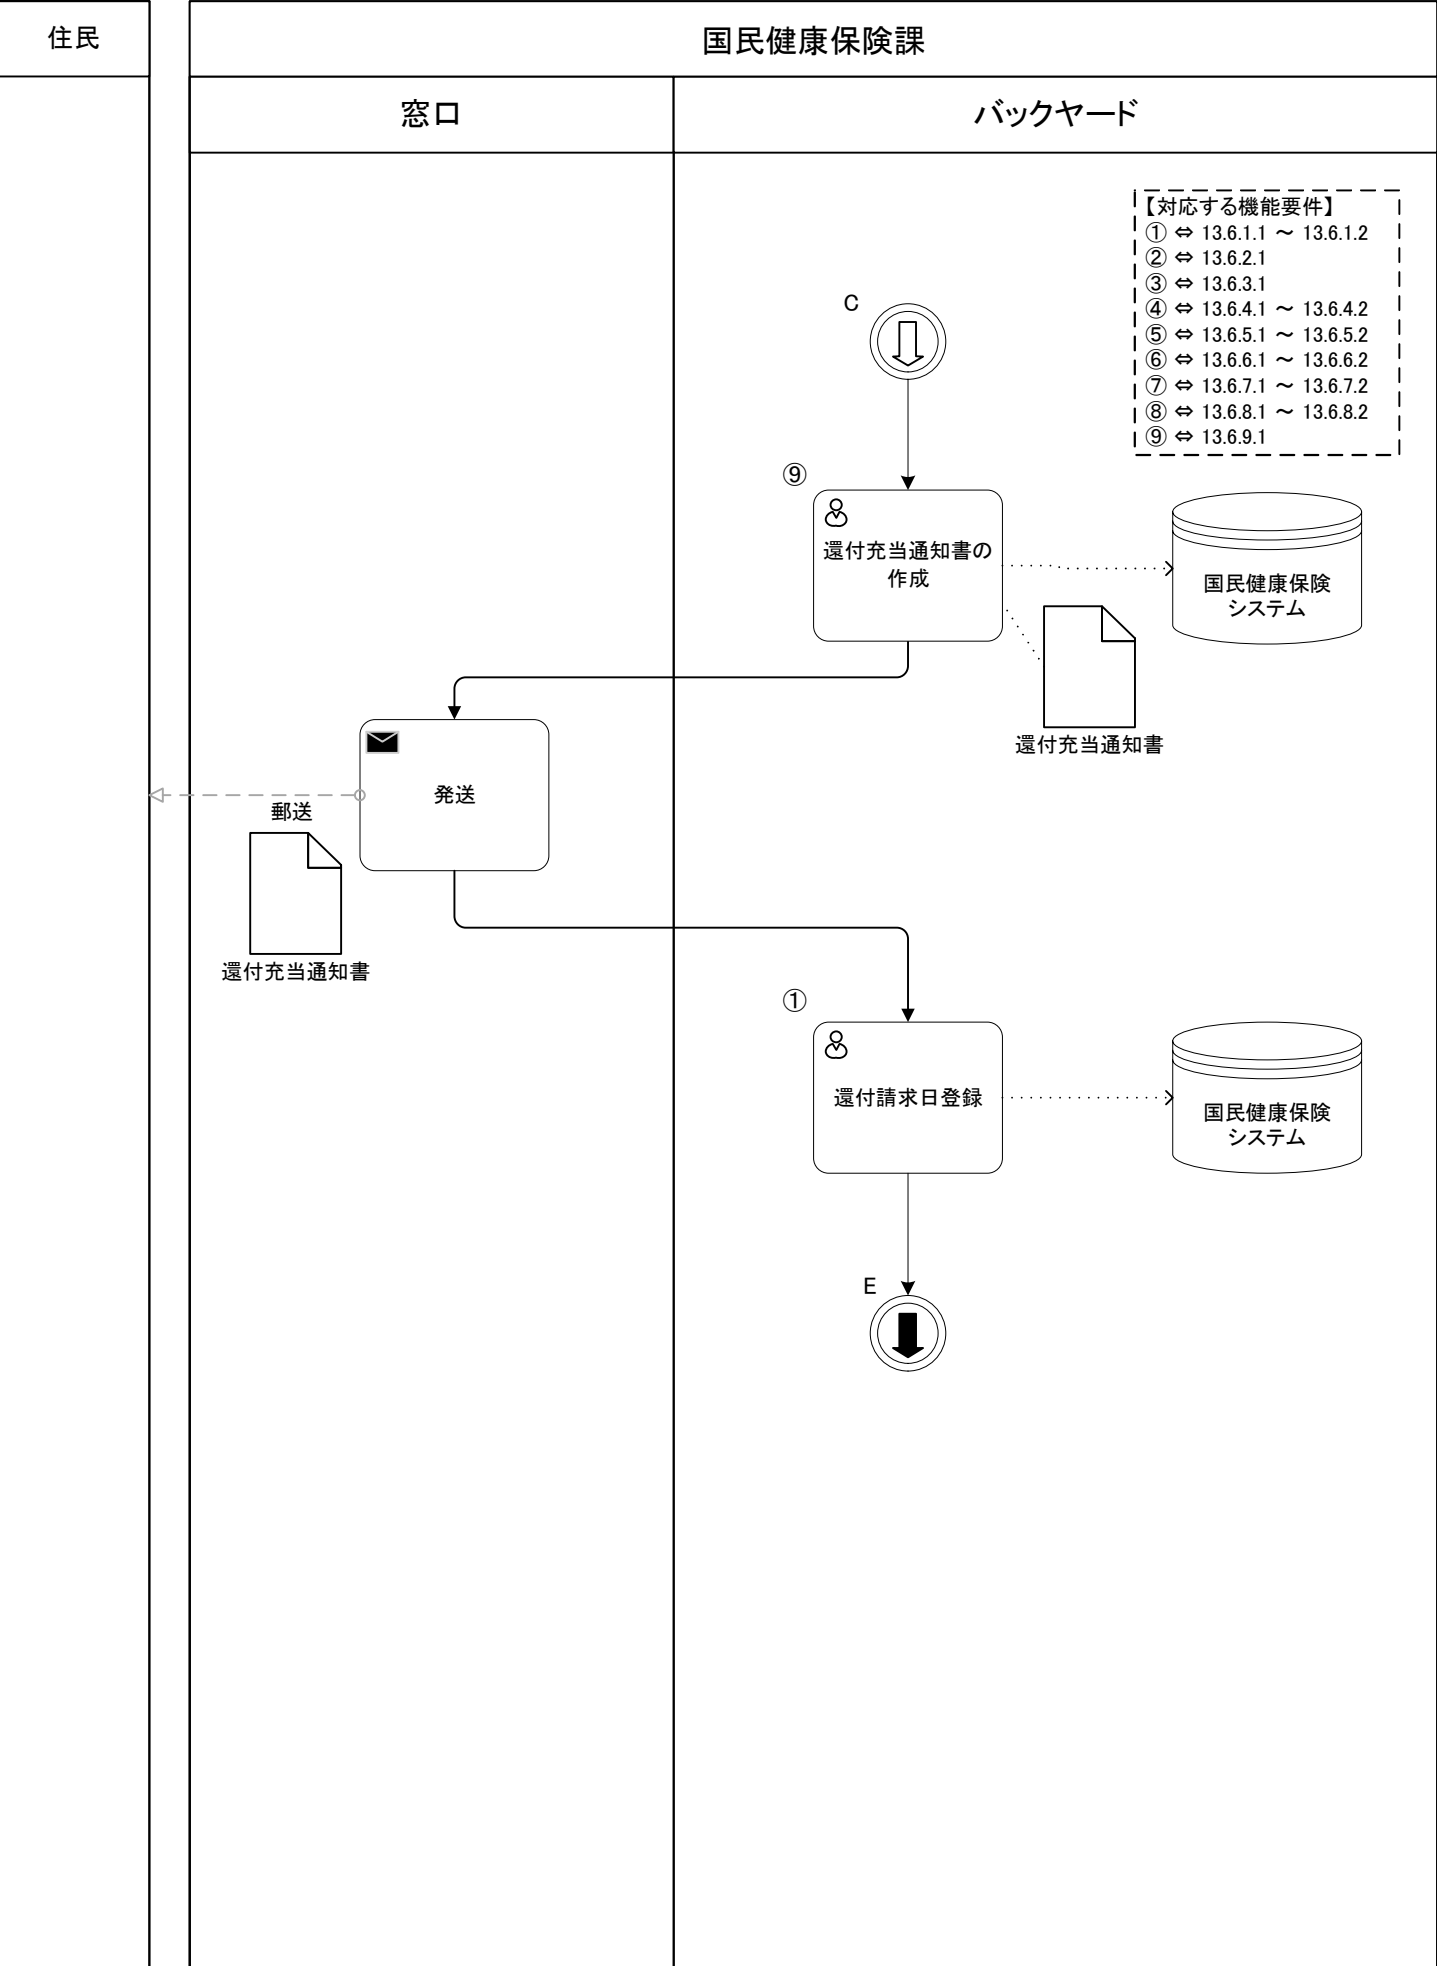 住民
国民健康保険課
窓口
バックヤード
【対応する機能要件】
① ⇔ 13.6.1.1 ～ 13.6.1.2
② ⇔ 13.6.2.1
③ ⇔ 13.6.3.1
④ ⇔ 13.6.4.1 ～ 13.6.4.2
⑤ ⇔ 13.6.5.1 ～ 13.6.5.2
⑥ ⇔ 13.6.6.1 ～ 13.6.6.2
⑦ ⇔ 13.6.7.1 ～ 13.6.7.2
⑧ ⇔ 13.6.8.1 ～ 13.6.8.2
⑨ ⇔ 13.6.9.1
C
⑨
還付充当通知書の
作成
国民健康保険
システム
還付充当通知書
発送
郵送
還付充当通知書
①
還付請求日登録
国民健康保険
システム
E